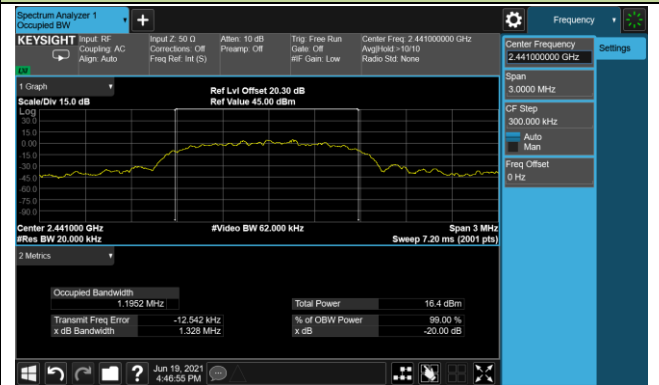 Spectrum Analyzer 1
Occupied BW
Frequency
KEYSIGHT
Input: RF
Coupling: AC
Align: Auto
Input Z: 50 Ω
Corrections: Off
Freq Ref: Int (S)
Atten: 10 dB
Preamp: Off
Trig: Free Run
Gate: Off
#IF Gain: Low
Center Freq: 2.441000000 GHz
Avg|Hold:>10/10
Radio Std: None
Center Frequency
2.441000000 GHz
Settings
Span
3.0000 MHz
CF Step
300.000 kHz
Auto
Man
Freq Offset
0 Hz
1 Graph
Scale/Div 15.0 dB
Ref Lvl Offset 20.30 dB
Ref Value 45.00 dBm
Log
30.0
15.0
0.00
-15.0
-30.0
-45.0
-60.0
-75.0
-90.0
Center 2.441000 GHz
#Res BW 20.000 kHz
#Video BW 62.000 kHz
Span 3 MHz
Sweep 7.20 ms (2001 pts)
2 Metrics
Occupied Bandwidth
1.1952 MHz
Total Power 16.4 dBm
Transmit Freq Error -12.542 kHz
% of OBW Power 99.00 %
x dB Bandwidth 1.328 MHz
x dB -20.00 dB
?
Jun 19, 2021
4:46:55 PM